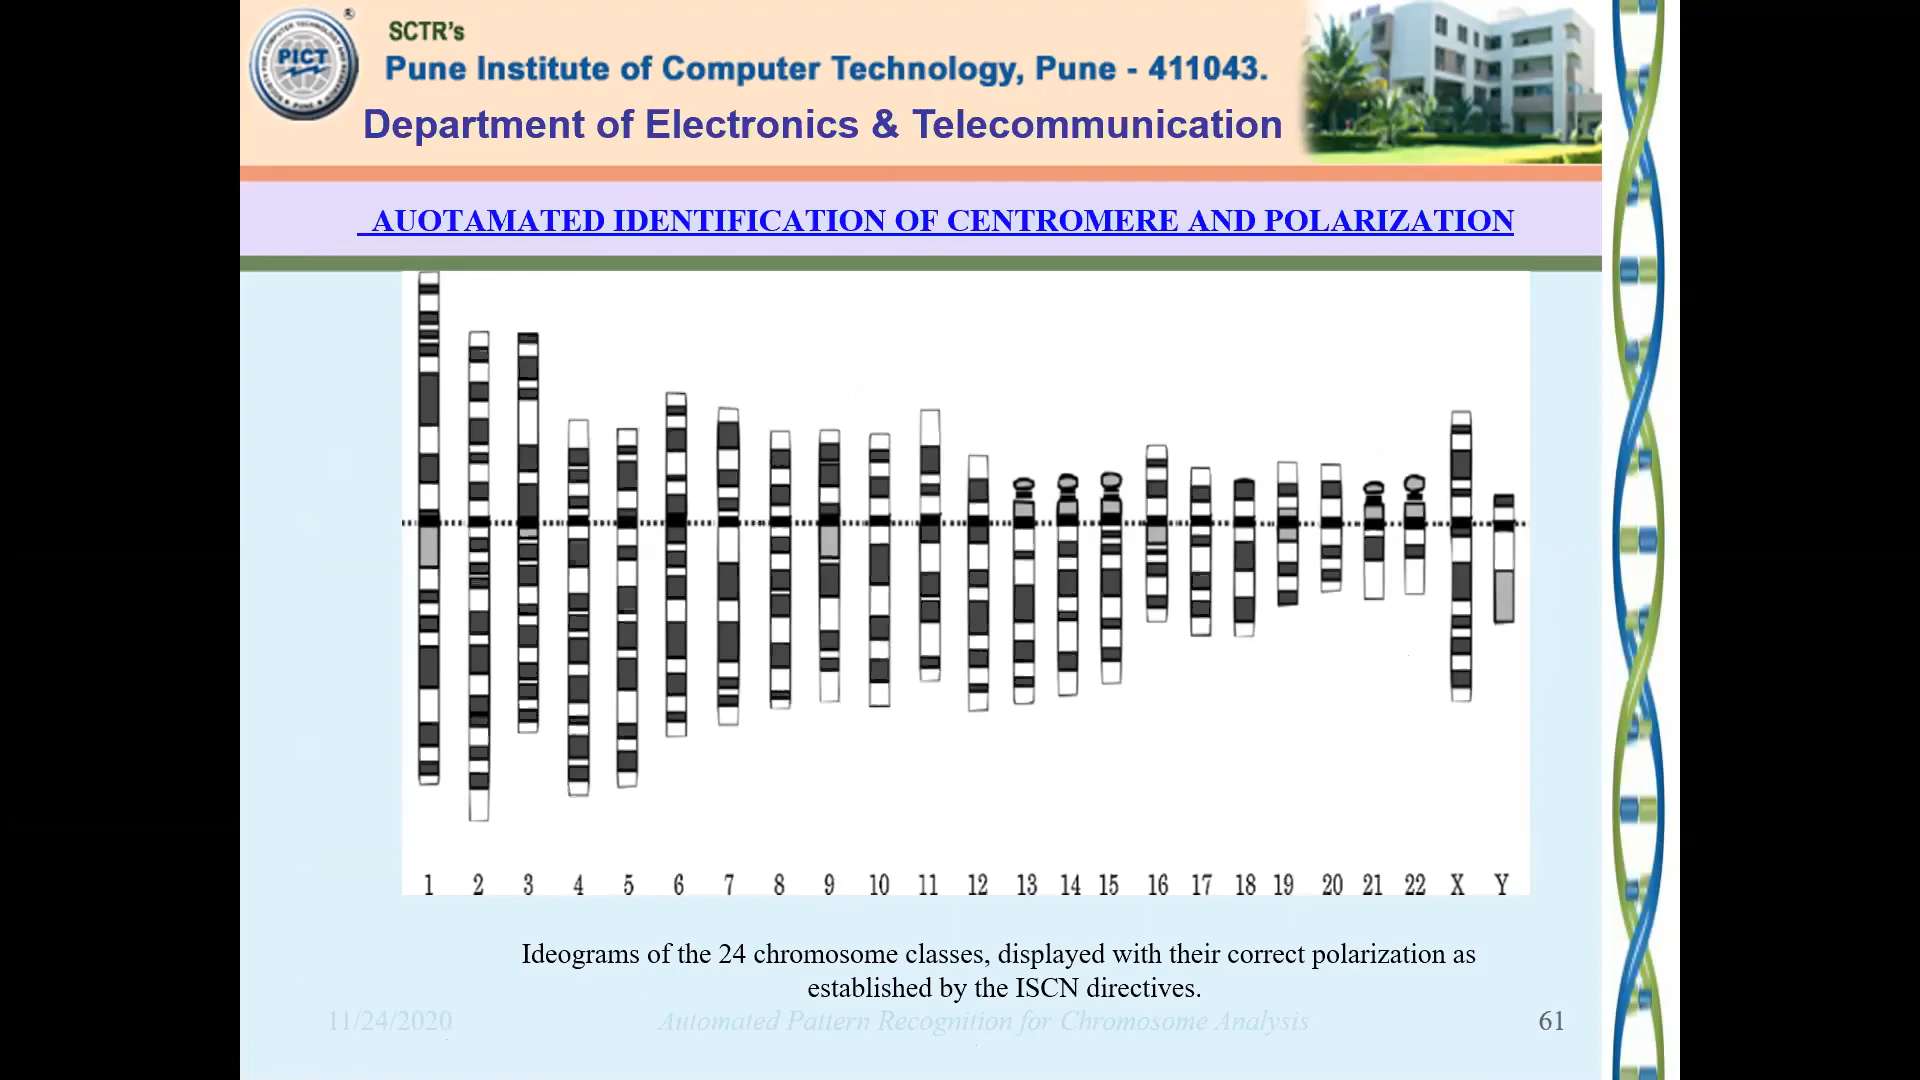 PICT
SCTR's
Pune Institute of Computer Technology, Pune - 411043.
Department of Electronics & Telecommunication
AUOTAMATED IDENTIFICATION OF CENTROMERE AND POLARIZATION
1 2 3 4 5 6 7 8 9 10 11 12 13 14 15 16 17 18 19 20 21 22 X Y
Ideograms of the 24 chromosome classes, displayed with their correct polarization as
established by the ISCN directives.
11/24/2020 Automated Pattern Recognition for Chromosome Analysis 61